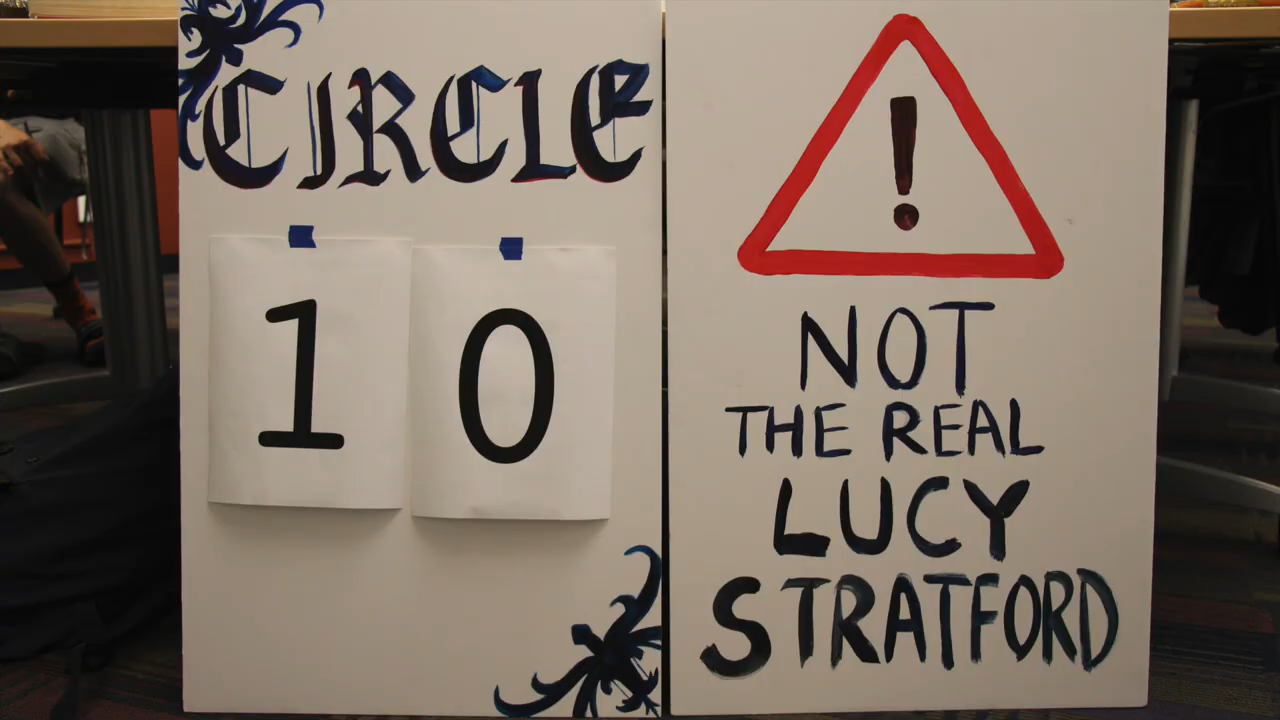 CIRCLE
1 0
!
NOT
THE REAL
LUCY
STRATFORD